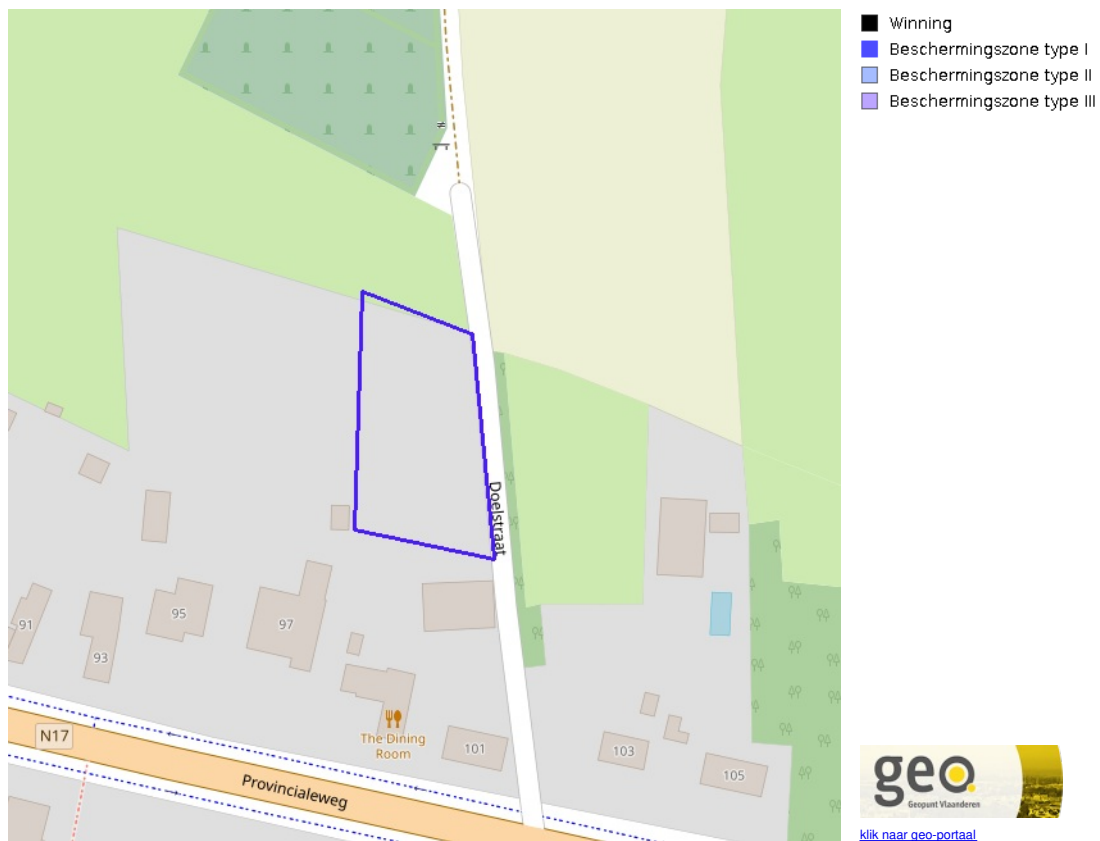 Winning
Beschermingszone type I
Beschermingszone type II
Beschermingszone type III
Doelstraat
91
93
95
97
The Dining
Room
101
103
105
N17
Provincialeweg
geo.
Geopunt Vlaanderen
klik naar geo-portaal